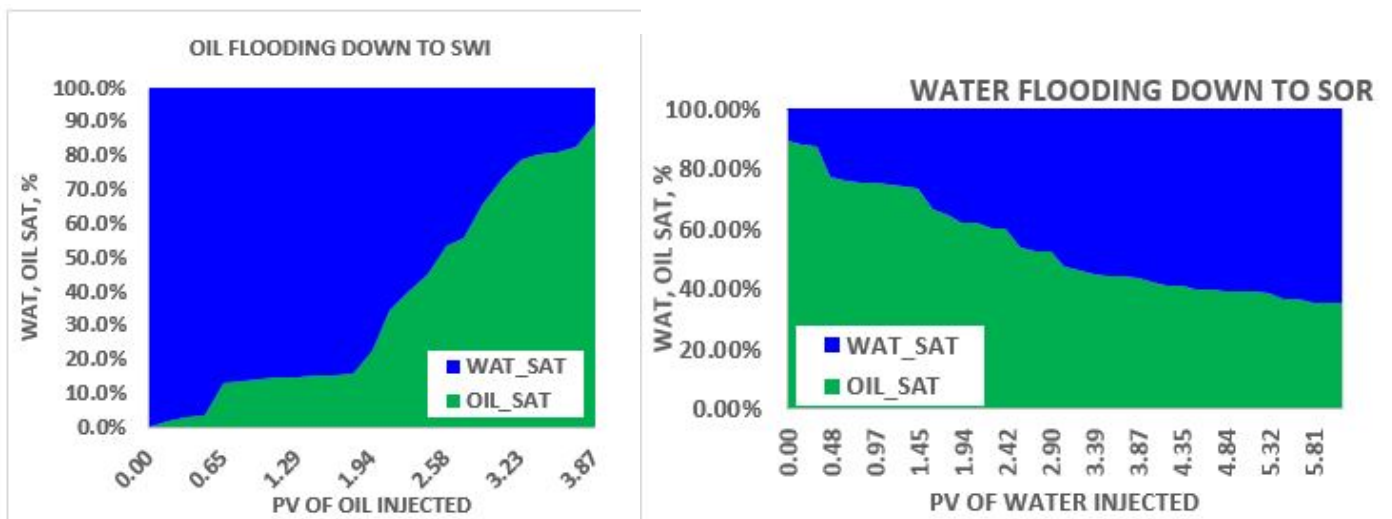 OIL FLOODING DOWN TO SWI
100.0%
90.0%
80.0%
70.0%
60.0%
50.0%
40.0%
30.0%
20.0%
10.0%
0.0%
WAT, OIL SAT, %
WAT_SAT
OIL_SAT
0.00 0.65 1.29 1.94 2.58 3.23 3.87
PV OF OIL INJECTED
WATER FLOODING DOWN TO SOR
100.00%
80.00%
60.00%
40.00%
20.00%
0.00%
WAT, OIL SAT, %
WAT_SAT
OIL_SAT
0.00 0.48 0.97 1.45 1.94 2.42 2.90 3.39 3.87 4.35 4.84 5.32 5.81
PV OF WATER INJECTED